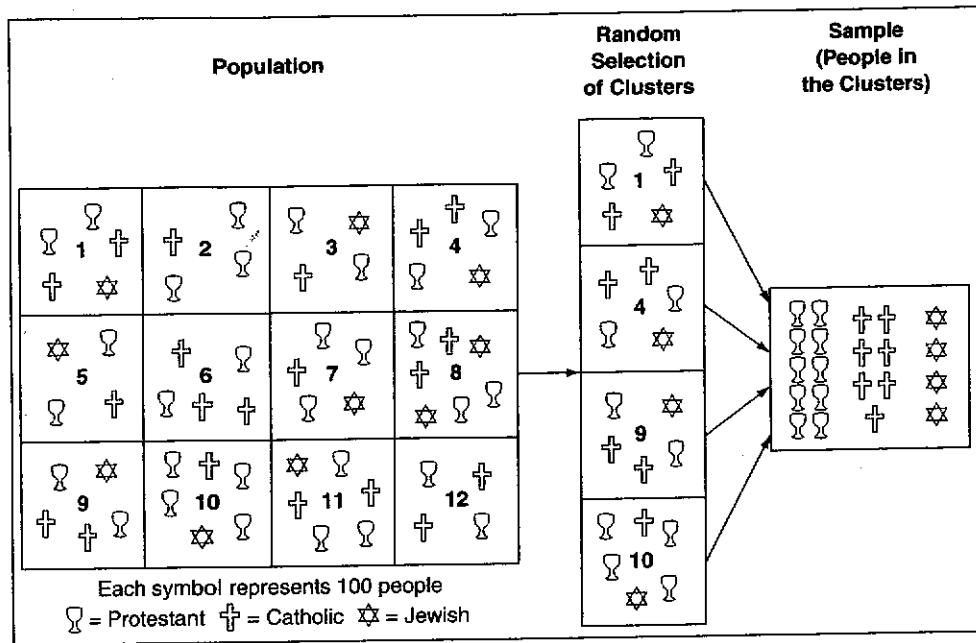 Population
Random
Selection
of Clusters
Sample
(People in
the Clusters)
1 2 3 4
5 6 7 8
9 10 11 12
1
4
9
10
Each symbol represents 100 people
= Protestant = Catholic = Jewish